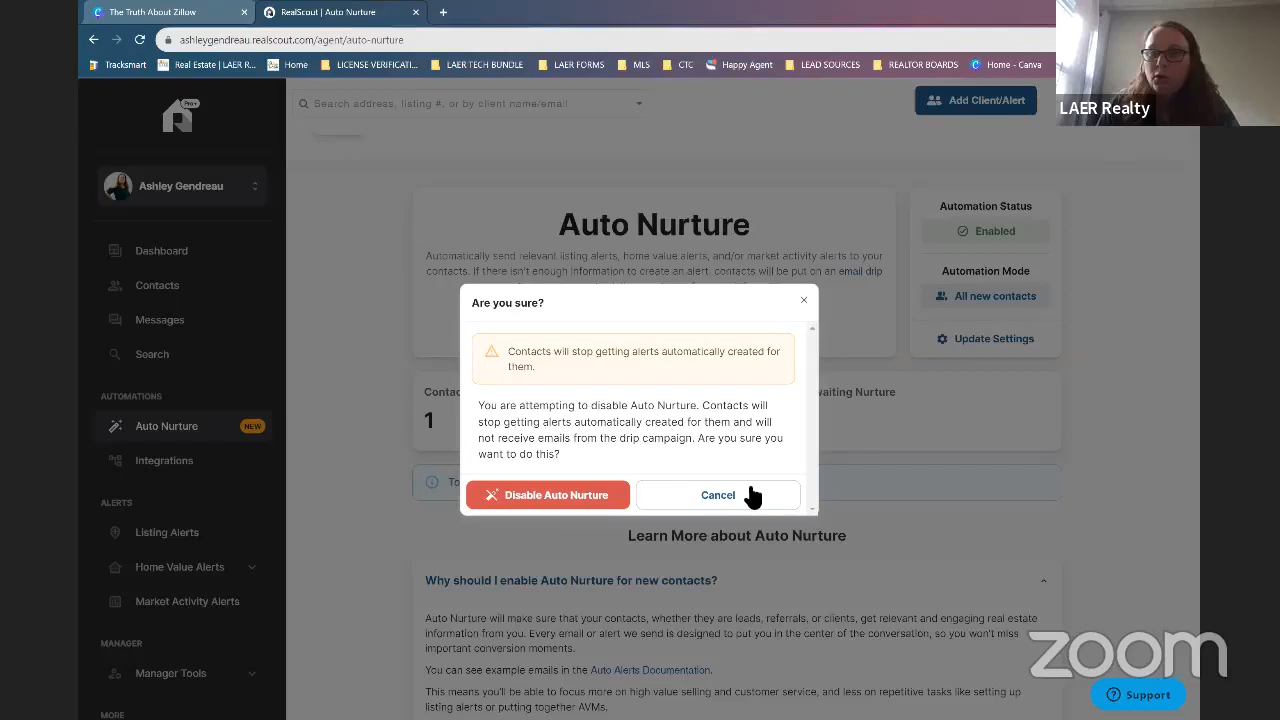 The Truth About Zillow
RealScout | Auto Nurture
ashleygendreau.realscout.com/agent/auto-nurture
Tracksmart
Real Estate | LAER R...
Home
LICENSE VERIFICATI...
LAER TECH BUNDLE
LAER FORMS
MLS
CTC
Happy Agent
LEAD SOURCES
REALTOR BOARDS
Home - Canva
LAER Realty
Pro+
Search address, listing #, or by client name/email
Add Client/Alert
Ashley Gendreau
Dashboard
Contacts
Messages
Search
AUTOMATIONS
Auto Nurture
NEW
Integrations
ALERTS
Listing Alerts
Home Value Alerts
Market Activity Alerts
MANAGER
Manager Tools
MORE
Auto Nurture
Automatically send relevant listing alerts, home value alerts, and/or market activity alerts to your
contacts. If there isn't enough information to create an alert, contacts will be put on an email drip
Automation Status
Enabled
Automation Mode
All new contacts
Update Settings
Are you sure?
Contacts will stop getting alerts automatically created for
them.
You are attempting to disable Auto Nurture. Contacts will
stop getting alerts automatically created for them and will
not receive emails from the drip campaign. Are you sure you
want to do this?
Disable Auto Nurture
Cancel
Contac
1
waiting Nurture
To
Learn More about Auto Nurture
Why should I enable Auto Nurture for new contacts?
Auto Nurture will make sure that your contacts, whether they are leads, referrals, or clients, get relevant and engaging real estate
information from you. Every email or alert we send is designed to put you in the center of the conversation, so you won't miss
important conversion moments.
You can see example emails in the Auto Alerts Documentation.
This means you'll be able to focus more on high value selling and customer service, and less on repetitive tasks like setting up
listing alerts or putting together AVMs.
zoom
Support